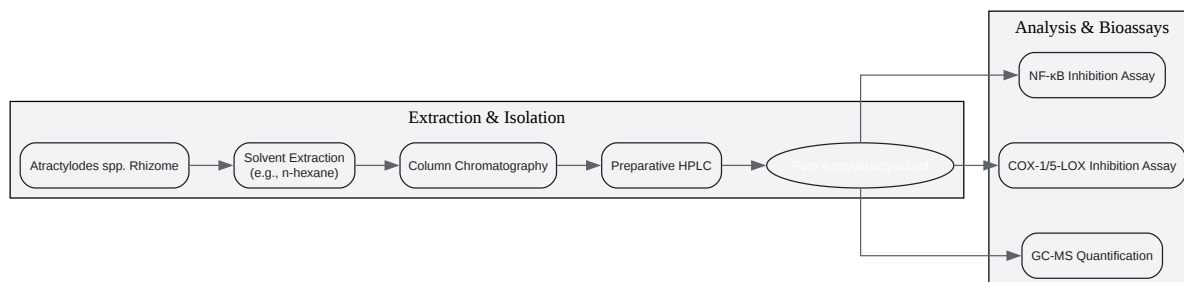 Extraction & Isolation
Atractylodes spp. Rhizome
Solvent Extraction
(e.g., n-hexane)
Column Chromatography
Preparative HPLC
Pure Acetylatractylodinol
Analysis & Bioassays
NF-κB Inhibition Assay
COX-1/5-LOX Inhibition Assay
GC-MS Quantification